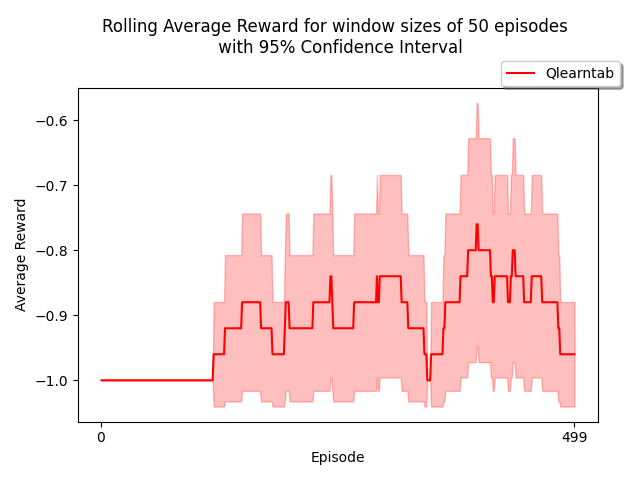 Rolling Average Reward for window sizes of 50 episodes
with 95% Confidence Interval
Qlearntab
−0.6
−0.7
−0.8
−0.9
−1.0
Average Reward
0
499
Episode